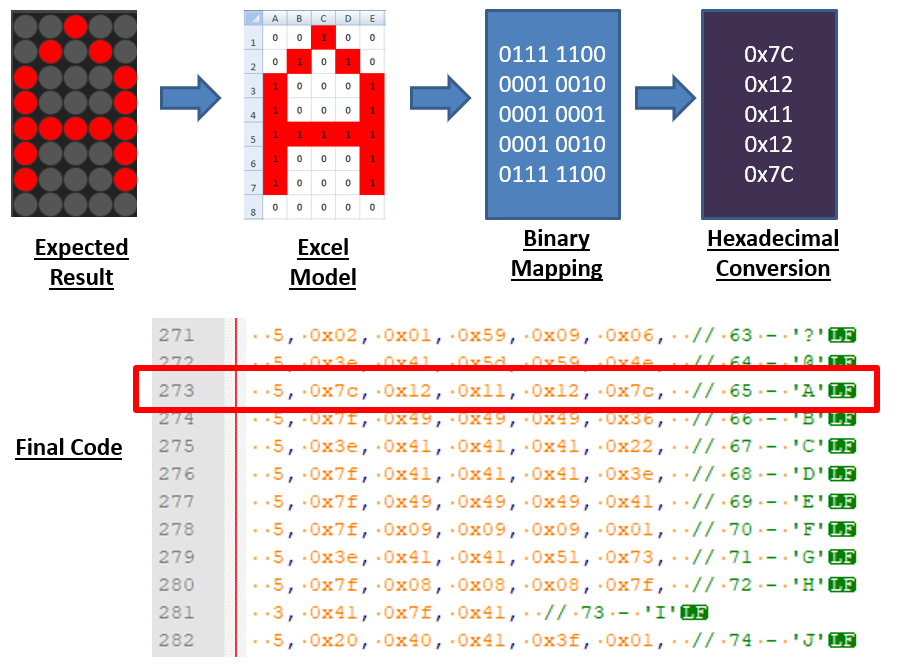 A B C D E
1 0 0 1 0 0
2 0 1 0 1 0
3 1 0 0 0 1
4 1 0 0 0 1
5 1 1 1 1 1
6 1 0 0 0 1
7 1 0 0 0 1
8 0 0 0 0 0
0111 1100
0001 0010
0001 0001
0001 0010
0111 1100
0x7C
0x12
0x11
0x12
0x7C
Expected
Result
Excel
Model
Binary
Mapping
Hexadecimal
Conversion
Final Code
271 ··5,·0x02,·0x01,·0x59,·0x09,·0x06,··//·63·-·'?'LF
272 ··5,·0x3e,·0x41,·0x5d,·0x59,·0x4e,··//·64·-·'@'LF
273 ··5,·0x7c,·0x12,·0x11,·0x12,·0x7c,··//·65·-·'A'LF
274 ··5,·0x7f,·0x49,·0x49,·0x49,·0x36,··//·66·-·'B'LF
275 ··5,·0x3e,·0x41,·0x41,·0x41,·0x22,··//·67·-·'C'LF
276 ··5,·0x7f,·0x41,·0x41,·0x41,·0x3e,··//·68·-·'D'LF
277 ··5,·0x7f,·0x49,·0x49,·0x49,·0x41,··//·69·-·'E'LF
278 ··5,·0x7f,·0x09,·0x09,·0x09,·0x01,··//·70·-·'F'LF
279 ··5,·0x3e,·0x41,·0x41,·0x51,·0x73,··//·71·-·'G'LF
280 ··5,·0x7f,·0x08,·0x08,·0x08,·0x7f,··//·72·-·'H'LF
281 ··3,·0x41,·0x7f,·0x41,··//·73·-·'I'LF
282 ··5,·0x20,·0x40,·0x41,·0x3f,·0x01,··//·74·-·'J'LF